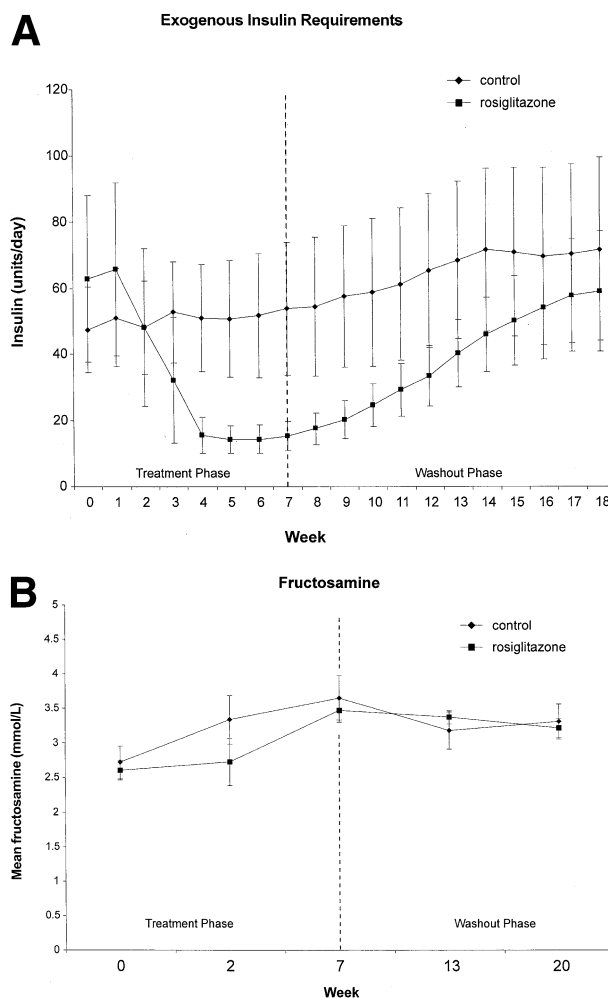 A
Exogenous Insulin Requirements
control
rosiglitazone
120
100
80
60
40
20
0
Insulin (units/day)
Treatment Phase
Washout Phase
0 1 2 3 4 5 6 7 8 9 10 11 12 13 14 15 16 17 18
Week
B
Fructosamine
control
rosiglitazone
5
4.5
4
3.5
3
2.5
2
1.5
1
0.5
0
Mean fructosamine (mmol/L)
Treatment Phase
Washout Phase
0 2 7 13 20
Week